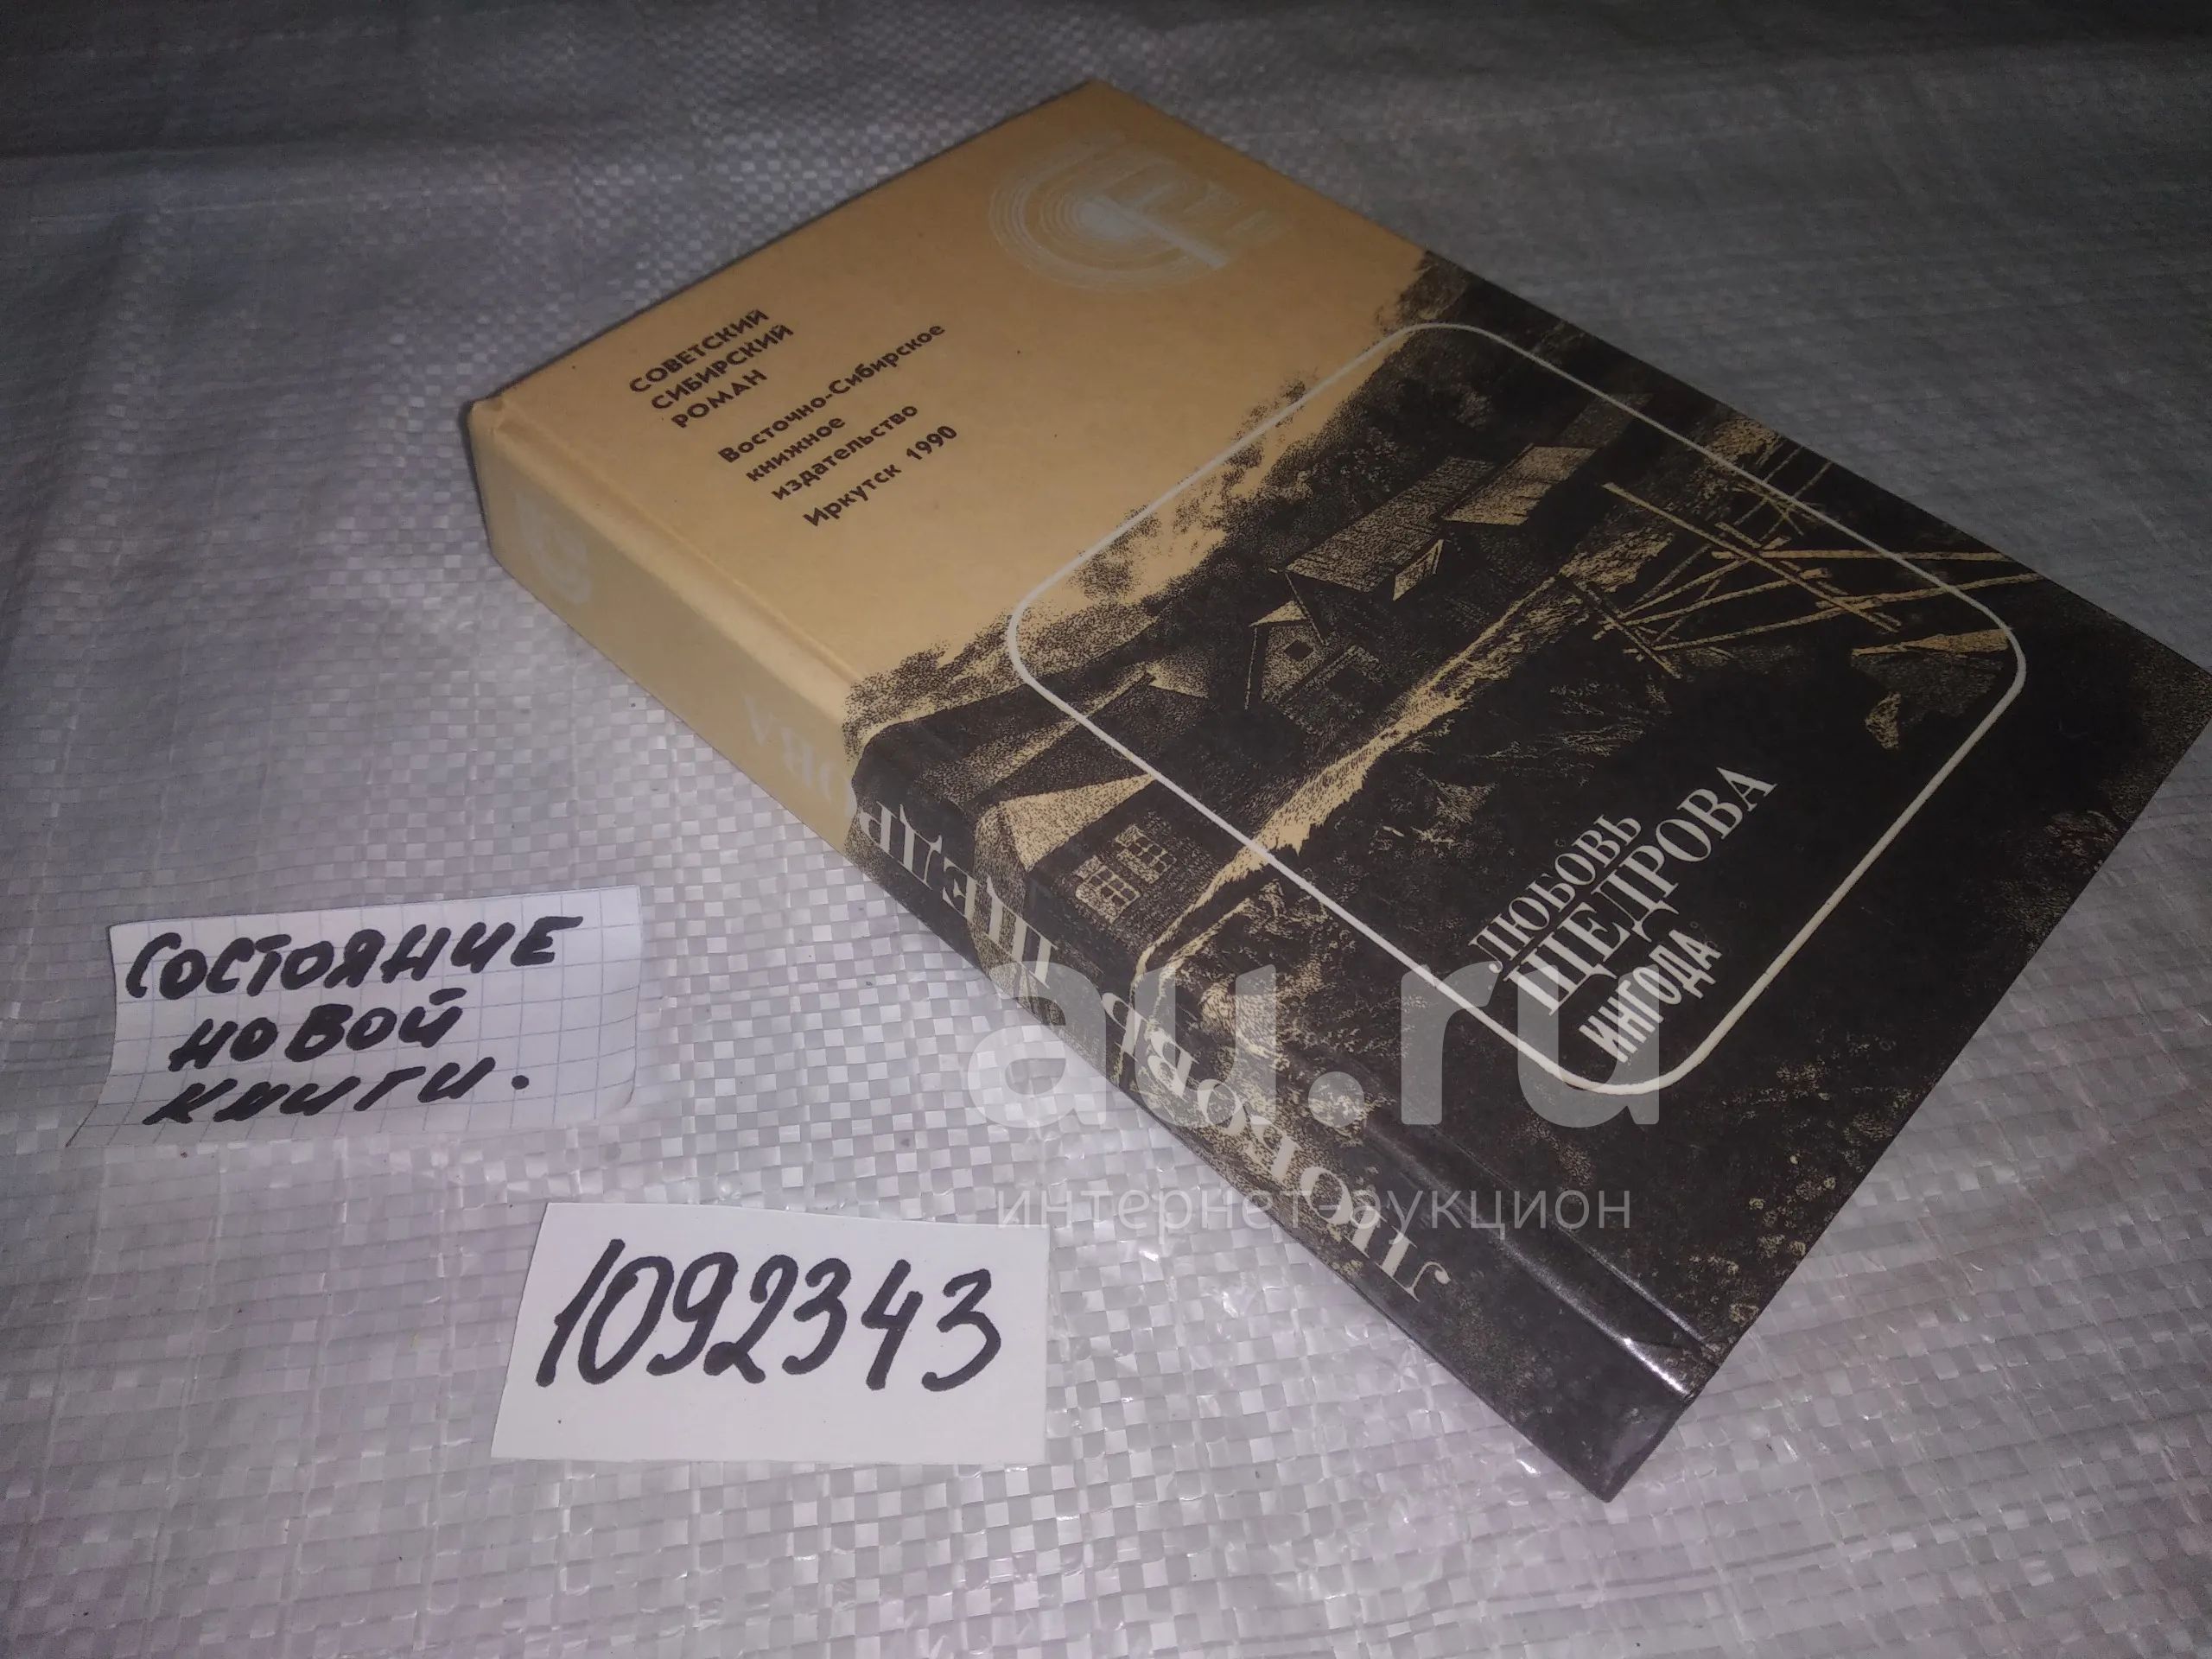 СОВЕТСКИЙ
СИБИРСКИЙ
РОМАН
Восточно-Сибирское
книжное
издательство
Иркутск 1990
ЛЮБОВЬ
ЩЕДРОВА
ИНГОДА
ЛЮБОВЬ ЩЕДРОВА
СОСТОЯНИЕ
НОВОЙ
КНИГИ.
1092343
au.ru
интернет-аукцион